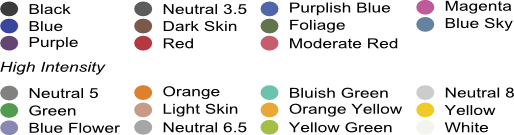 Black Neutral 3.5 Purplish Blue Magenta
Blue Dark Skin Foliage Blue Sky
Purple Red Moderate Red
High Intensity
Neutral 5 Orange Bluish Green Neutral 8
Green Light Skin Orange Yellow Yellow
Blue Flower Neutral 6.5 Yellow Green White